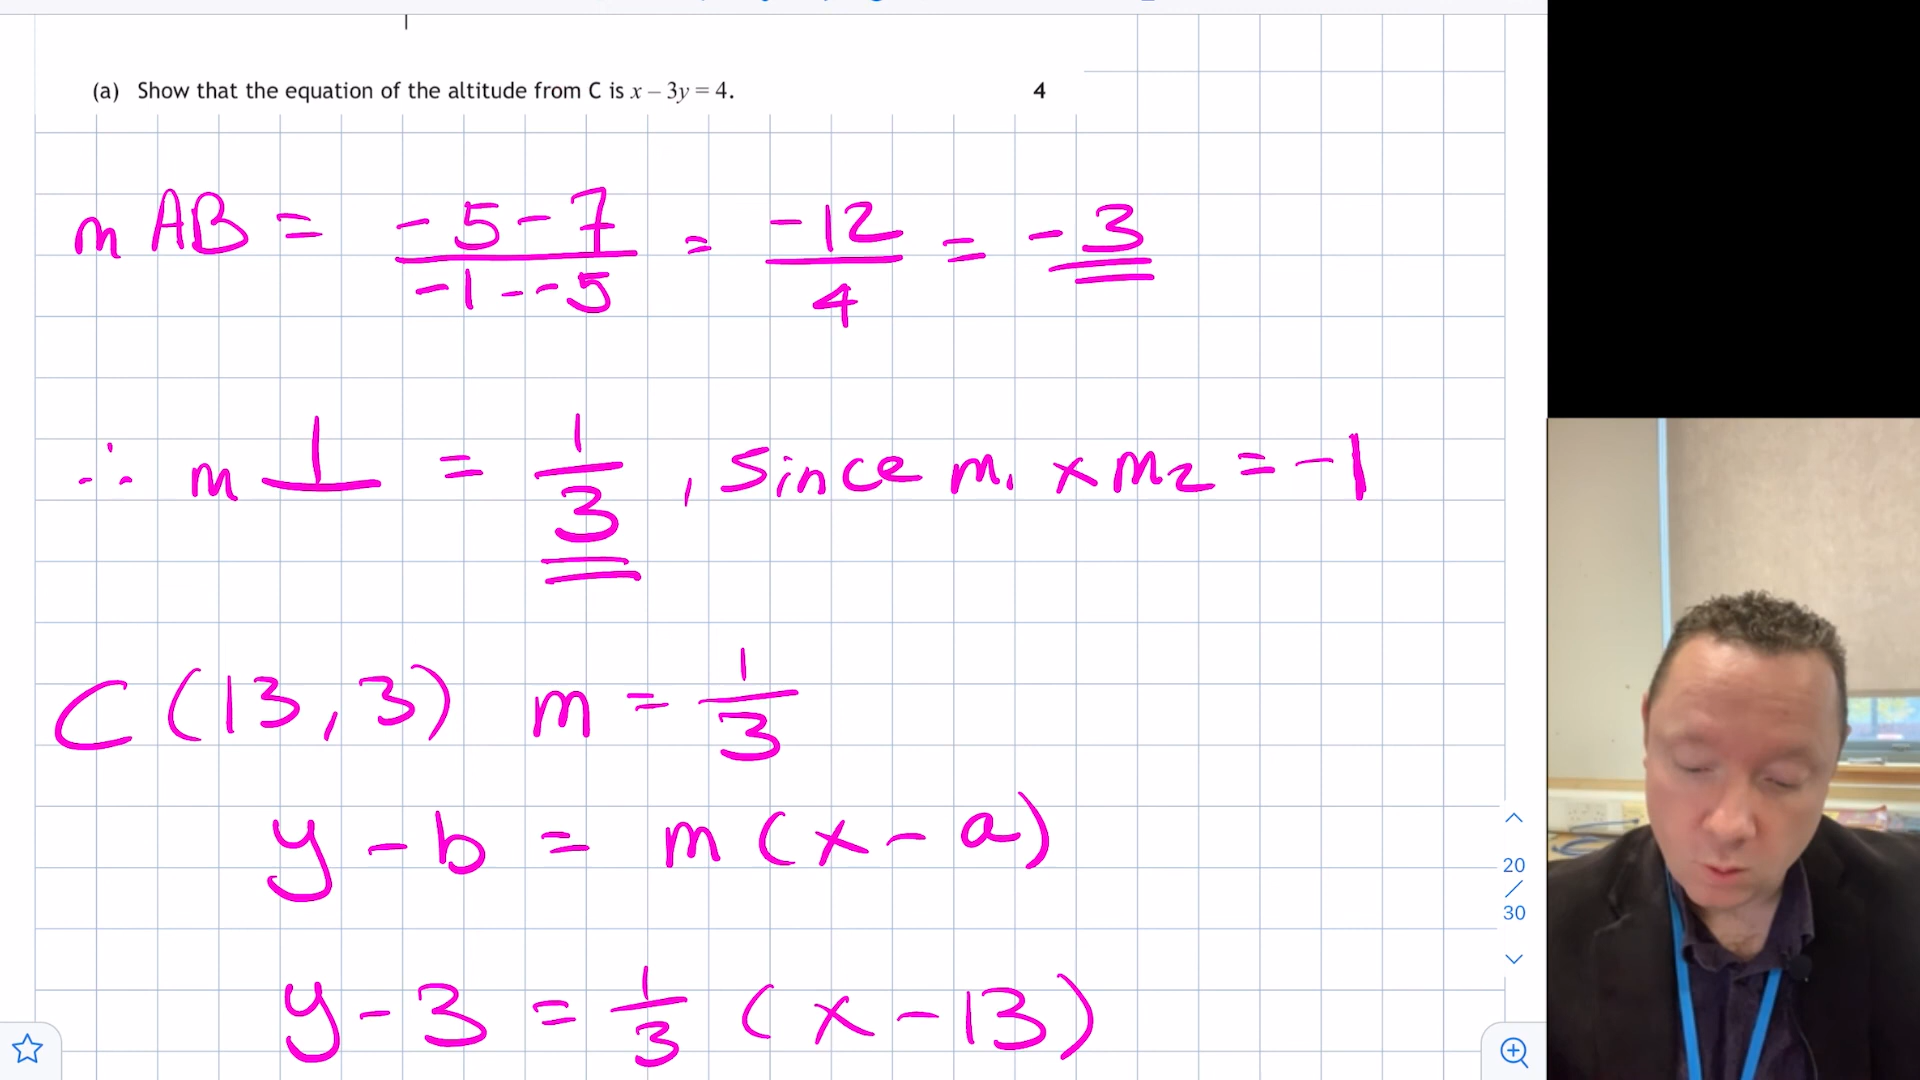 (a) Show that the equation of the altitude from C is x – 3y = 4. 4
m AB = -5-7/-1--5 = -12/4 = -3
∴ m ⊥ = 1/3, since m₁ × m₂ = -1
C (13,3) m = 1/3
y - b = m (x - a)
y - 3 = 1/3 (x - 13)
20
/
30